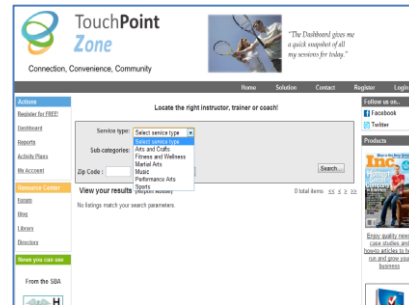 TouchPoint
Zone
Connection, Convenience, Community
"The Dashboard gives me
a quick snapshot of all
my sessions for today."
Home Solution Contact Register Login
Actions
Register for FREE!
Dashboard
Reports
Activity Plans
My Account
Resource Center
Forum
Blog
Library
Directory
News you can use
From the SBA
Locate the right instructor, trainer or coach!
Service type: Select service type
Select service type
Arts and Crafts
Fitness and Wellness
Martial Arts
Music
Performance Arts
Sports
Sub categories:
Zip Code :
Search...
View your results
0 total items << < > >>
No listings match your search parameters.
Follow us on..
Facebook
Twitter
Products
Inc.
Enjoy quality news
case studies and
how-to articles to help
run and grow your
business